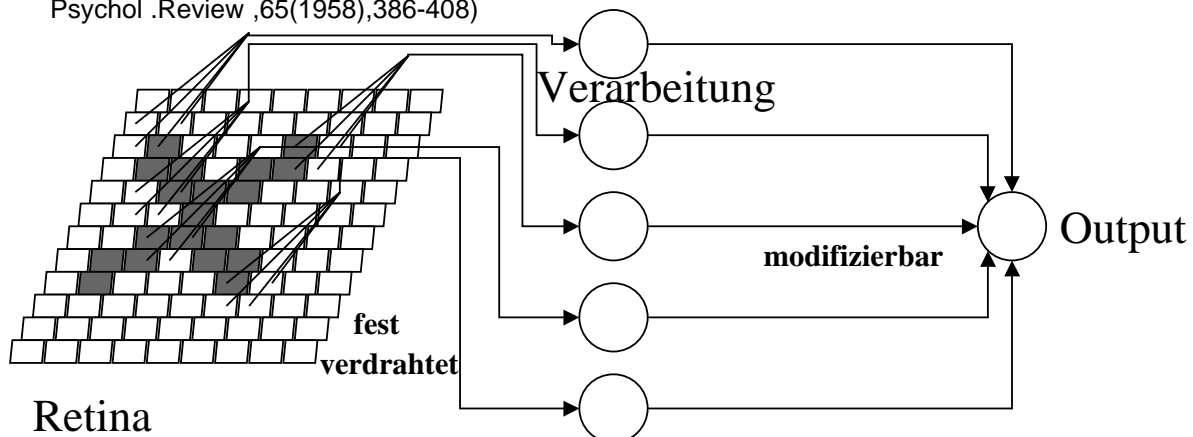 Psychol .Review ,65(1958),386-408)
Verarbeitung
Output
modifizierbar
fest
verdrahtet
Retina